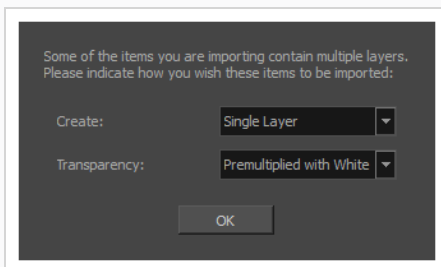 Some of the items you are importing contain multiple layers.
Please indicate how you wish these items to be imported:
Create: Single Layer
Transparency: Premultiplied with White
OK